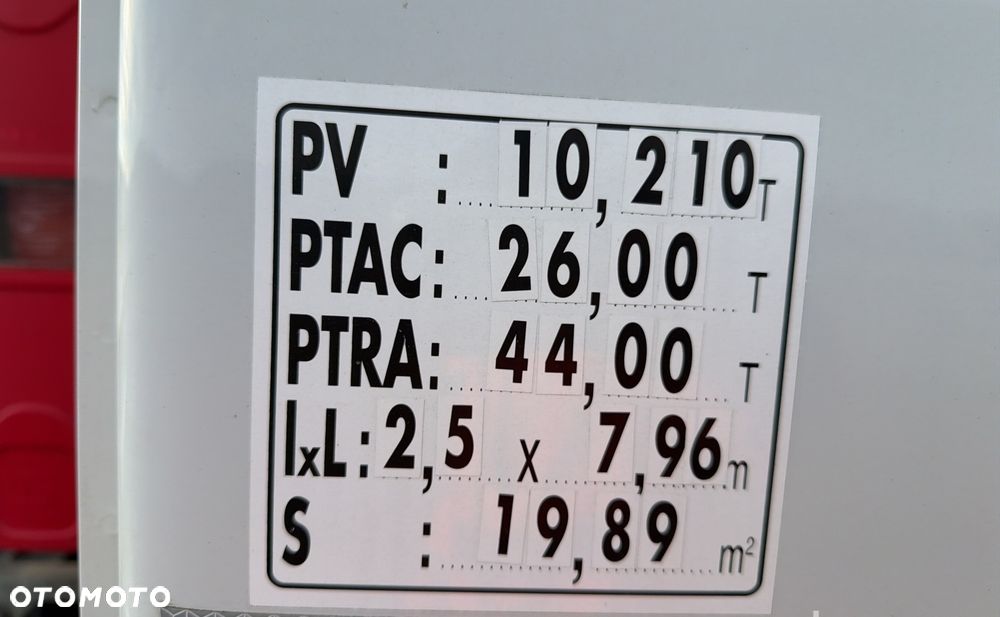 PV : 10,210 T
PTAC : 26,00 T
PTRA : 44,00 T
lxL : 2,5 x 7,96 m
S : 19,89 m²
OTOMOTO